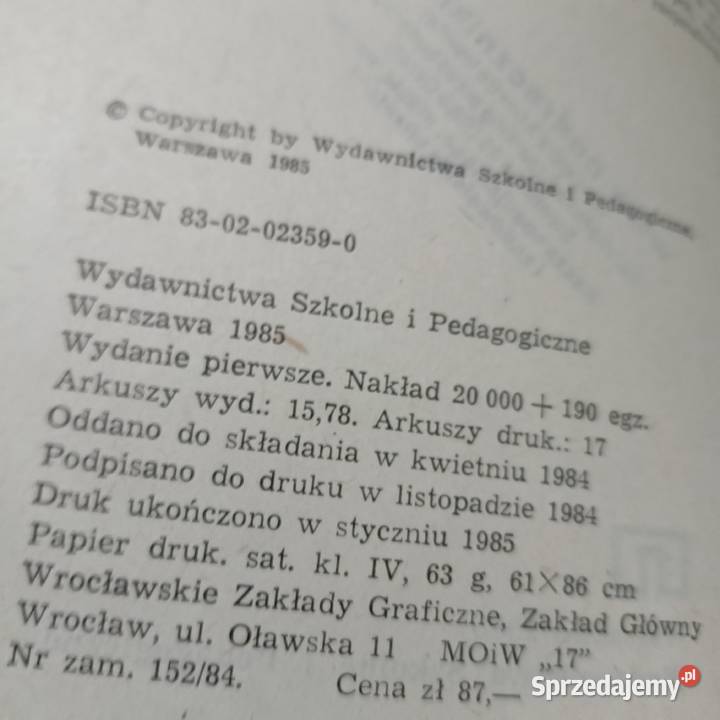 © Copyright by Wydawnictwa Szkolne i Pedagogiczne,
Warszawa 1985
ISBN 83-02-02359-0
Wydawnictwa Szkolne i Pedagogiczne
Warszawa 1985
Wydanie pierwsze. Nakład 20 000 + 190 egz.
Arkuszy wyd.: 15,78. Arkuszy druk.: 17
Oddano do składania w kwietniu 1984
Podpisano do druku w listopadzie 1984
Druk ukończono w styczniu 1985
Papier druk. sat. kl. IV, 63 g, 61×86 cm
Wrocławskie Zakłady Graficzne, Zakład Główny
Wrocław, ul. Oławska 11 MOiW „17”
Nr zam. 152/84. Cena zł 87,—
Sprzedajemy.pl